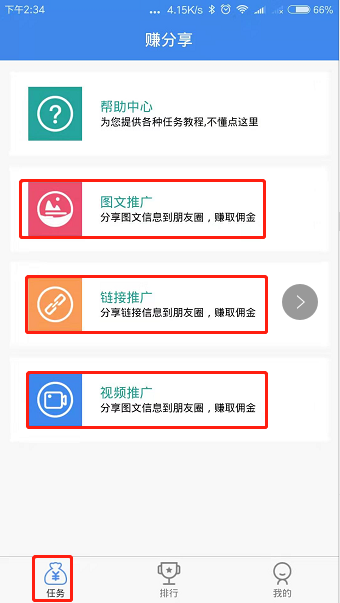 下午2:34
... 4.15K/s 66%
赚分享
帮助中心
为您提供各种任务教程,不懂点这里
图文推广
分享图文信息到朋友圈，赚取佣金
链接推广
分享链接信息到朋友圈，赚取佣金
视频推广
分享图文信息到朋友圈，赚取佣金
任务
排行
我的